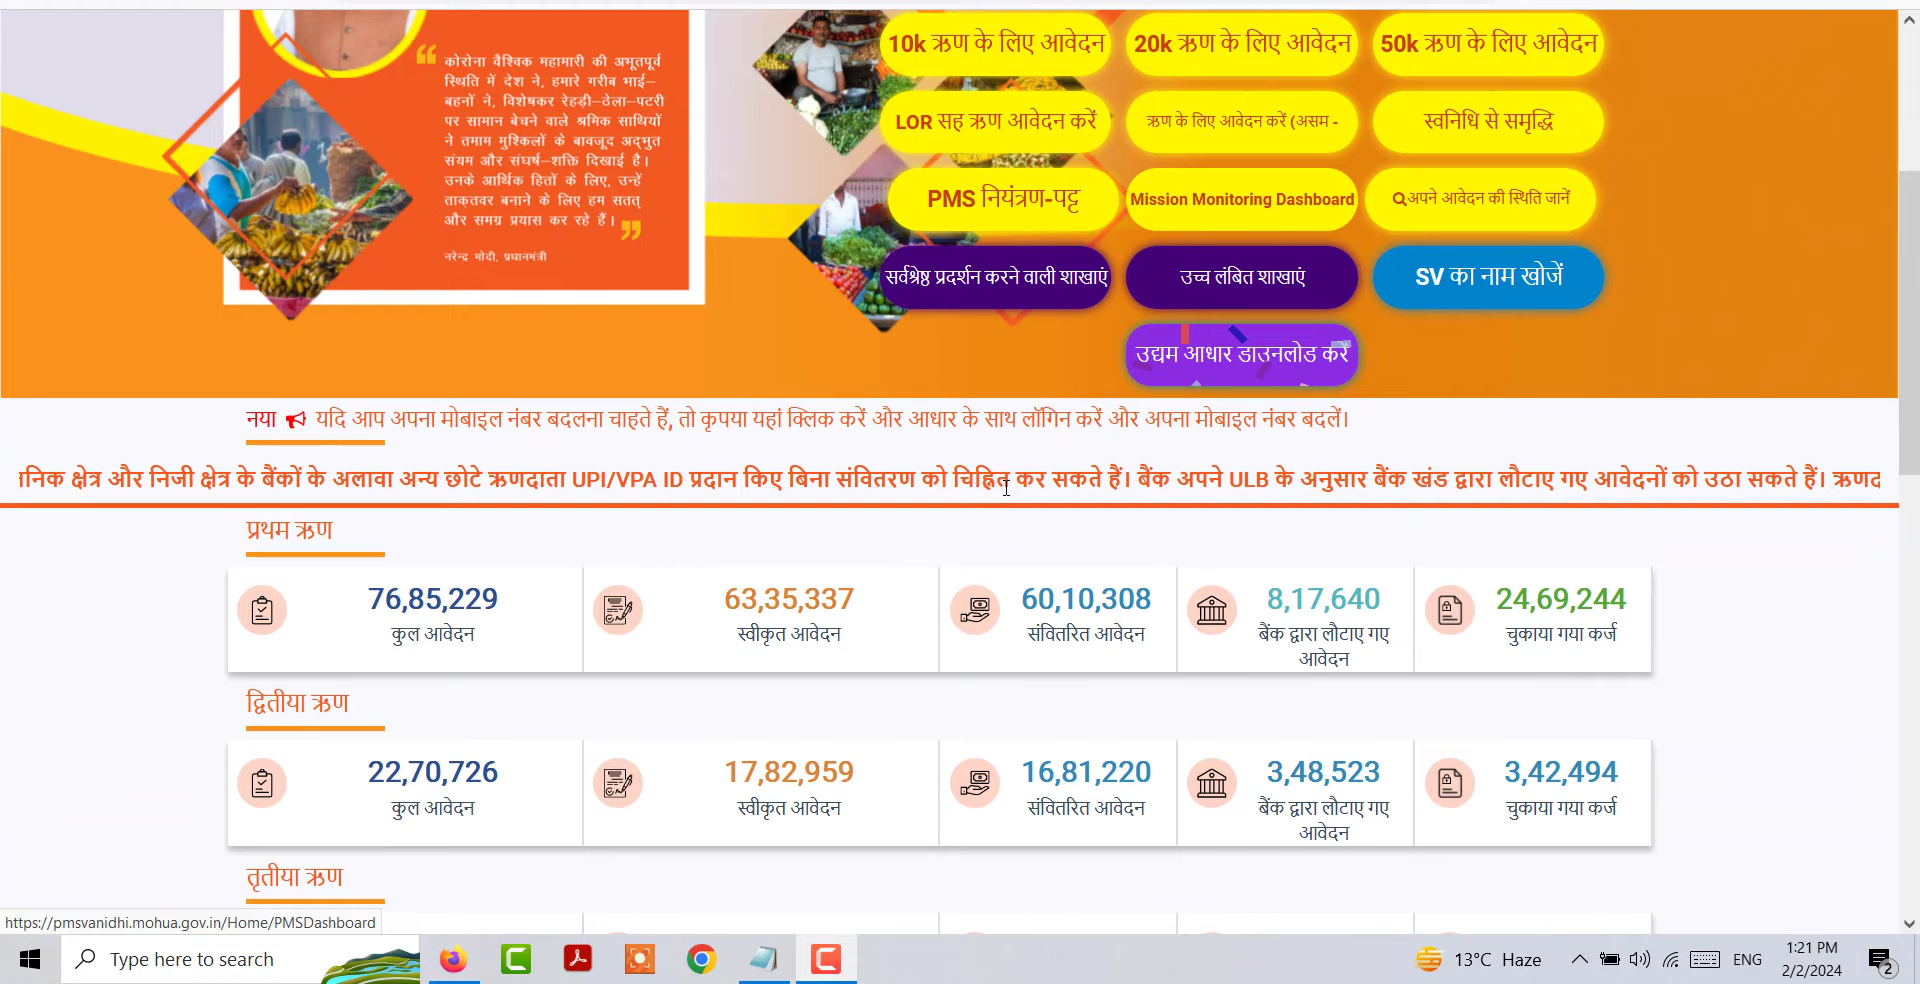 कोरोना वैश्विक महामारी की अभूतपूर्व
स्थिति में देश ने, हमारे गरीब भाई–
बहनों ने, विशेषकर रेहड़ी–ठेला–पटरी
पर सामान बेचने वाले श्रमिक साथियों
ने तमाम मुश्किलों के बावजूद अद्भुत
संयम और संघर्ष–शक्ति दिखाई है।
उनके आर्थिक हितों के लिए, उन्हें
ताक़तवर बनाने के लिए हम सतत्
और समग्र प्रयास कर रहे हैं।
नरेन्द्र मोदी, प्रधानमंत्री
10k ऋण के लिए आवेदन
20k ऋण के लिए आवेदन
50k ऋण के लिए आवेदन
LOR सह ऋण आवेदन करें
ऋण के लिए आवेदन करें (असम -
स्वनिधि से समृद्धि
PMS नियंत्रण-पट्ट
Mission Monitoring Dashboard
अपने आवेदन की स्थिति जानें
सर्वश्रेष्ठ प्रदर्शन करने वाली शाखाएं
उच्च लंबित शाखाएं
SV का नाम खोजें
उद्यम आधार डाउनलोड करें
नया यदि आप अपना मोबाइल नंबर बदलना चाहते हैं, तो कृपया यहां क्लिक करें और आधार के साथ लॉगिन करें और अपना मोबाइल नंबर बदलें।
निक क्षेत्र और निजी क्षेत्र के बैंकों के अलावा अन्य छोटे ऋणदाता UPI/VPA ID प्रदान किए बिना संवितरण को चिह्नित कर सकते हैं। बैंक अपने ULB के अनुसार बैंक खंड द्वारा लौटाए गए आवेदनों को उठा सकते हैं। ऋणद
प्रथम ऋण
76,85,229
कुल आवेदन
63,35,337
स्वीकृत आवेदन
60,10,308
संवितरित आवेदन
8,17,640
बैंक द्वारा लौटाए गए
आवेदन
24,69,244
चुकाया गया कर्ज
द्वितीया ऋण
22,70,726
कुल आवेदन
17,82,959
स्वीकृत आवेदन
16,81,220
संवितरित आवेदन
3,48,523
बैंक द्वारा लौटाए गए
आवेदन
3,42,494
चुकाया गया कर्ज
तृतीया ऋण
https://pmsvanidhi.mohua.gov.in/Home/PMSDashboard
Type here to search
13°C Haze
ENG
1:21 PM
2/2/2024
2